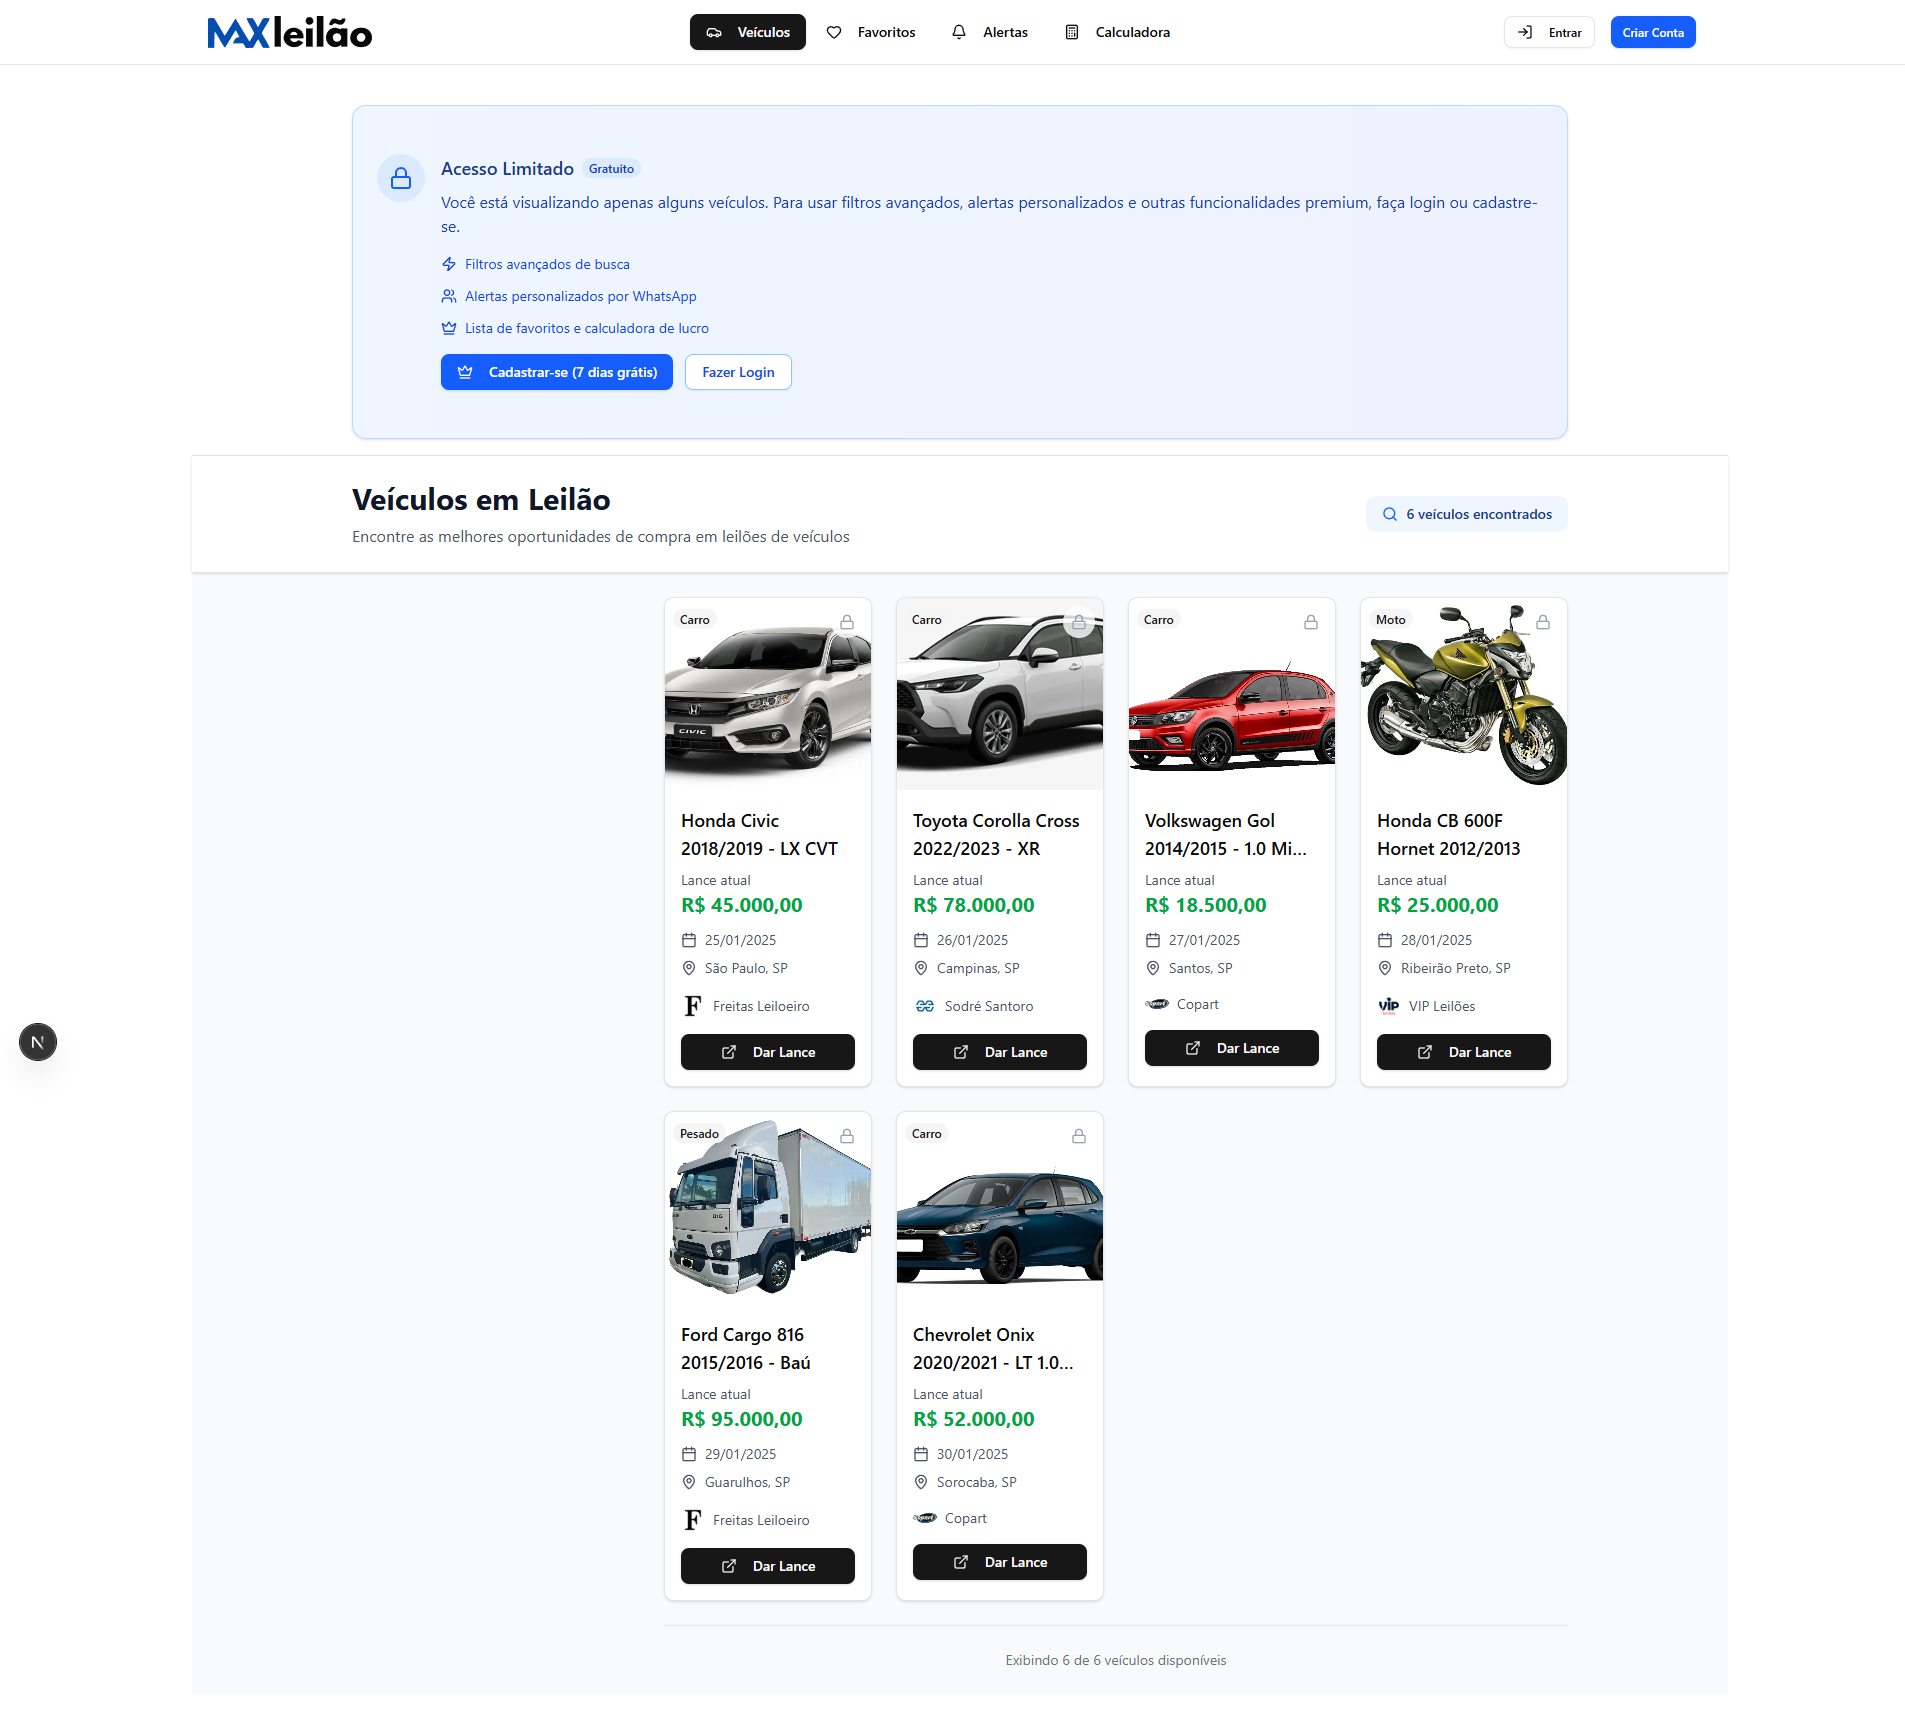 MAXleilão
Veículos
Favoritos
Alertas
Calculadora
Entrar
Criar Conta
Acesso Limitado
Gratuito
Você está visualizando apenas alguns veículos. Para usar filtros avançados, alertas personalizados e outras funcionalidades premium, faça login ou cadastre-
se.
Filtros avançados de busca
Alertas personalizados por WhatsApp
Lista de favoritos e calculadora de lucro
Cadastrar-se (7 dias grátis)
Fazer Login
Veículos em Leilão
Encontre as melhores oportunidades de compra em leilões de veículos
6 veículos encontrados
Carro
CIVIC
Honda Civic
2018/2019 - LX CVT
Lance atual
R$ 45.000,00
25/01/2025
São Paulo, SP
F
Freitas Leiloeiro
Dar Lance
Carro
Toyota Corolla Cross
2022/2023 - XR
Lance atual
R$ 78.000,00
26/01/2025
Campinas, SP
Sodré Santoro
Dar Lance
Carro
Volkswagen Gol
2014/2015 - 1.0 Mi...
Lance atual
R$ 18.500,00
27/01/2025
Santos, SP
Copart
Dar Lance
Moto
Honda CB 600F
Hornet 2012/2013
Lance atual
R$ 25.000,00
28/01/2025
Ribeirão Preto, SP
VIP
VIP Leilões
Dar Lance
Pesado
Ford Cargo 816
2015/2016 - Baú
Lance atual
R$ 95.000,00
29/01/2025
Guarulhos, SP
F
Freitas Leiloeiro
Dar Lance
Carro
Chevrolet Onix
2020/2021 - LT 1.0...
Lance atual
R$ 52.000,00
30/01/2025
Sorocaba, SP
Copart
Dar Lance
N
Exibindo 6 de 6 veículos disponíveis